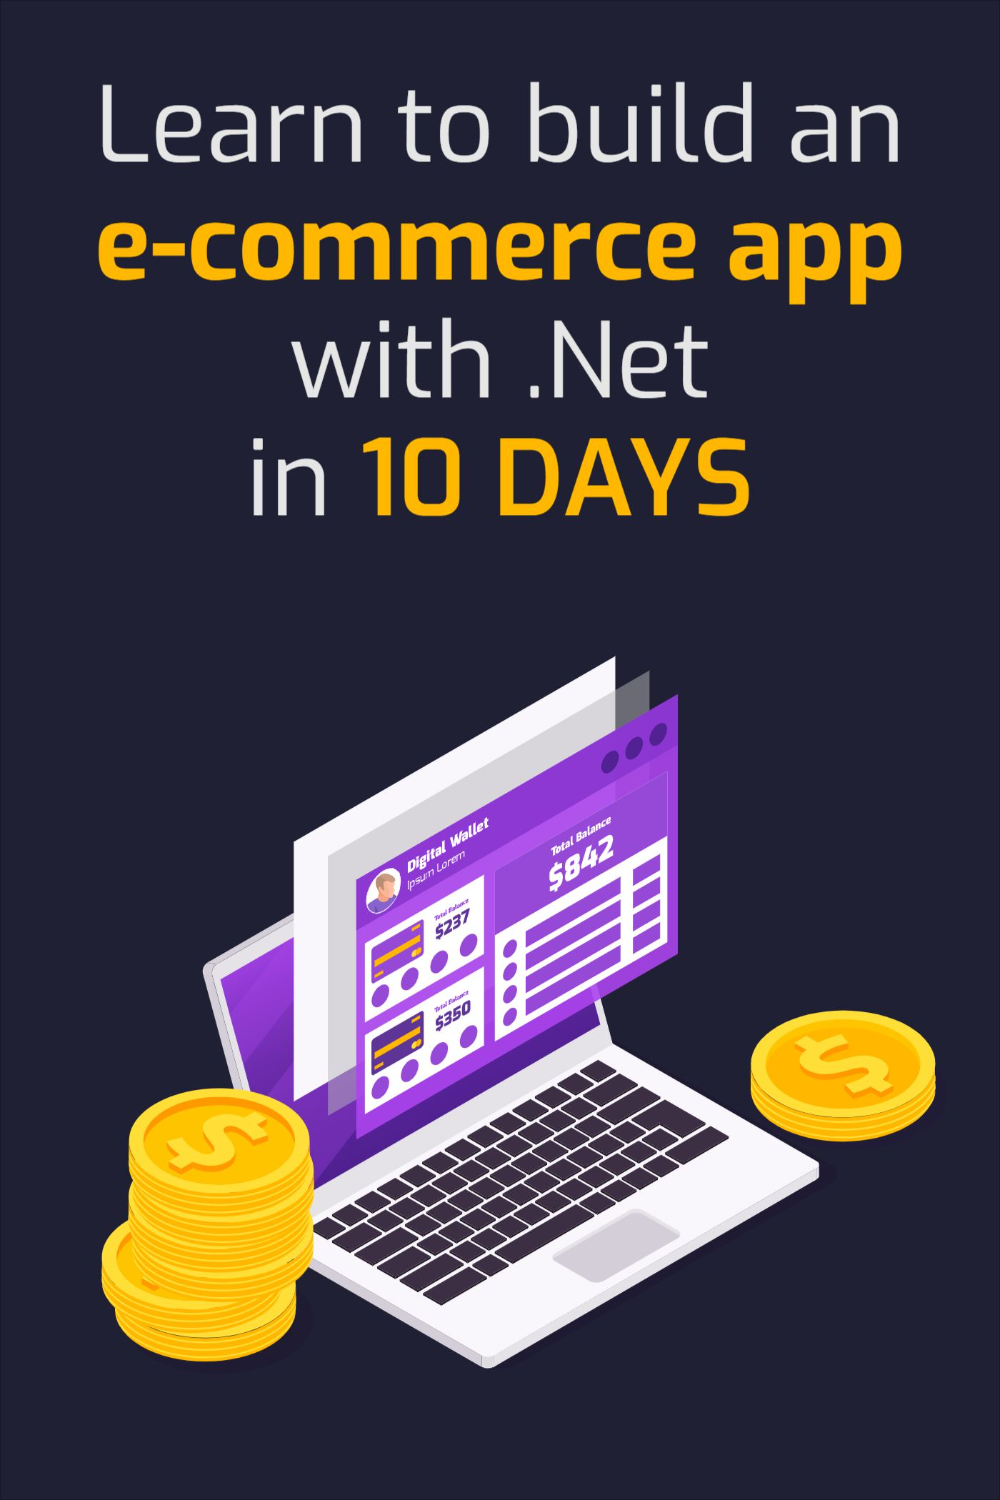 Learn to build an
e-commerce app
with .Net
in 10 DAYS
Digital Wallet
Ipsum Lorem
Total Balance
$842
Total Balance
$237
Total Balance
$350